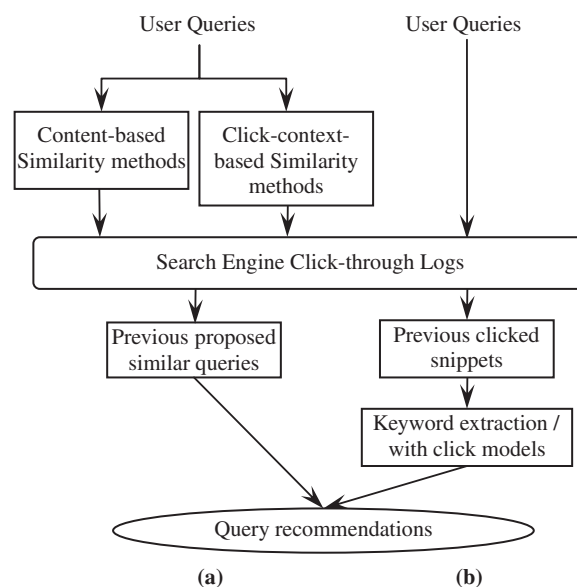 User Queries
User Queries
Content-based
Similarity methods
Click-context-
based Similarity
methods
Search Engine Click-through Logs
Previous proposed
similar queries
Previous clicked
snippets
Keyword extraction /
with click models
Query recommendations
(a)
(b)